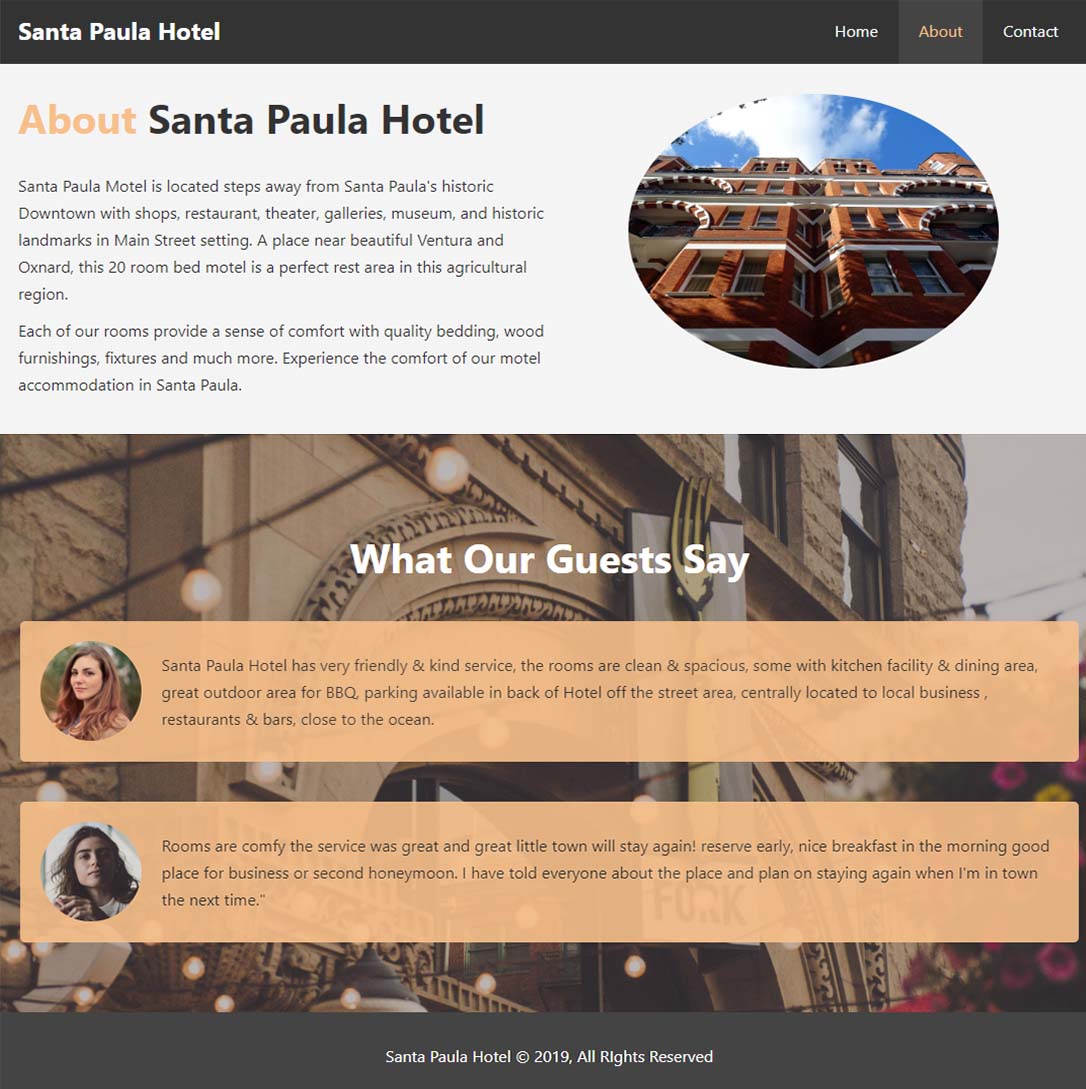 Santa Paula Hotel
Home
About
Contact
About Santa Paula Hotel
Santa Paula Motel is located steps away from Santa Paula's historic
Downtown with shops, restaurant, theater, galleries, museum, and historic
landmarks in Main Street setting. A place near beautiful Ventura and
Oxnard, this 20 room bed motel is a perfect rest area in this agricultural
region.
Each of our rooms provide a sense of comfort with quality bedding, wood
furnishings, fixtures and much more. Experience the comfort of our motel
accommodation in Santa Paula.
What Our Guests Say
Santa Paula Hotel has very friendly & kind service, the rooms are clean & spacious, some with kitchen facility & dining area,
great outdoor area for BBQ, parking available in back of Hotel off the street area, centrally located to local business ,
restaurants & bars, close to the ocean.
Rooms are comfy the service was great and great little town will stay again! reserve early, nice breakfast in the morning good
place for business or second honeymoon. I have told everyone about the place and plan on staying again when I'm in town
the next time."
FORK
Santa Paula Hotel © 2019, All RIghts Reserved